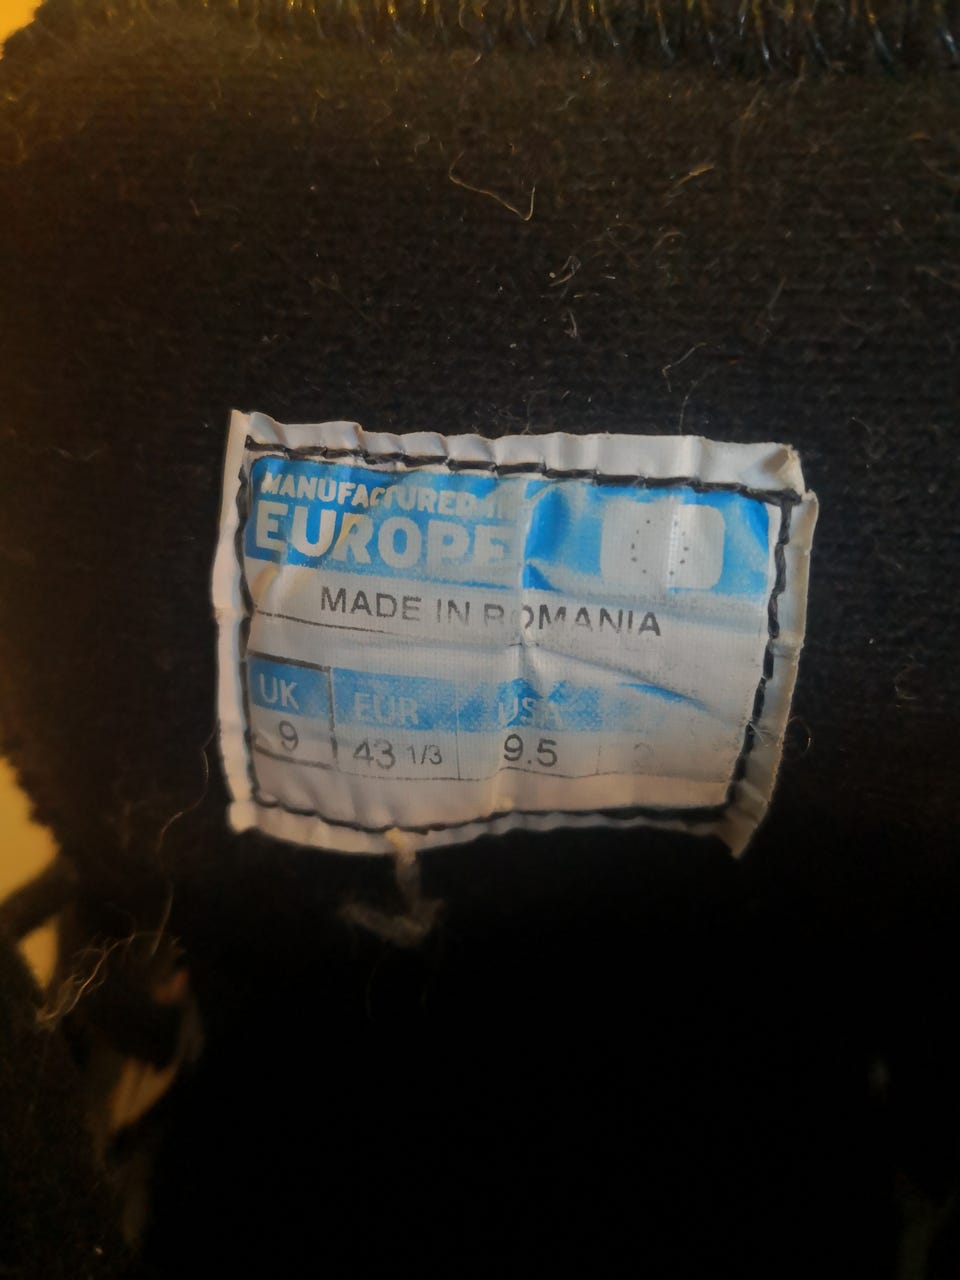 MANUFACTURED IN
EUROPE
MADE IN ROMANIA
UK EUR USA
9 43 1/3 9.5